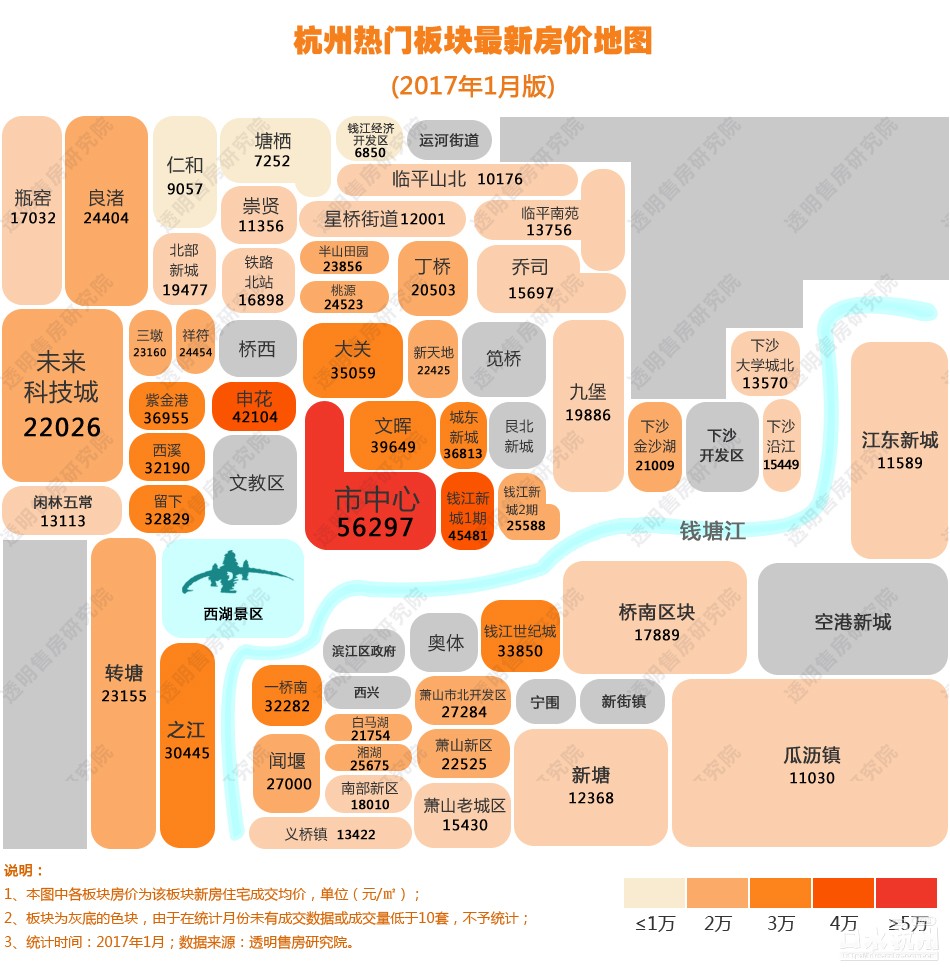 杭州热门板块最新房价地图
(2017年1月版)
瓶窑
17032
良渚
24404
仁和
9057
塘栖
7252
钱江经济
开发区
6850
运河街道
临平山北 10176
崇贤
11356
星桥街道12001
临平南苑
13756
北部
新城
19477
铁路
北站
16898
半山田园
23856
桃源
24523
丁桥
20503
乔司
15697
未来
科技城
22026
三墩
23160
祥符
24454
桥西
大关
35059
新天地
22425
笕桥
九堡
19886
下沙
大学城北
13570
紫金港
36955
申花
42104
文晖
39649
城东
新城
36813
艮北
新城
下沙
金沙湖
21009
下沙
开发区
下沙
沿江
15449
江东新城
11589
西溪
32190
文教区
闲林五常
13113
留下
32829
市中心
56297
钱江新
城1期
45481
钱江新
城2期
25588
钱塘江
西湖景区
转塘
23155
之江
30445
滨江区政府
奥体
钱江世纪城
33850
桥南区块
17889
空港新城
一桥南
32282
西兴
萧山市北开发区
27284
宁围
新街镇
白马湖
21754
闻堰
27000
湘湖
25675
萧山新区
22525
新塘
12368
瓜沥镇
11030
南部新区
18010
萧山老城区
15430
义桥镇 13422
说明：
1、本图中各板块房价为该板块新房住宅成交均价，单位（元/㎡）；
2、板块为灰底的色块，由于在统计月份未有成交数据或成交量低于10套，不予统计；
3、统计时间：2017年1月；数据来源：透明售房研究院。
≤1万
2万
3万
4万
≥5万
透明售房研究院
口水杭州